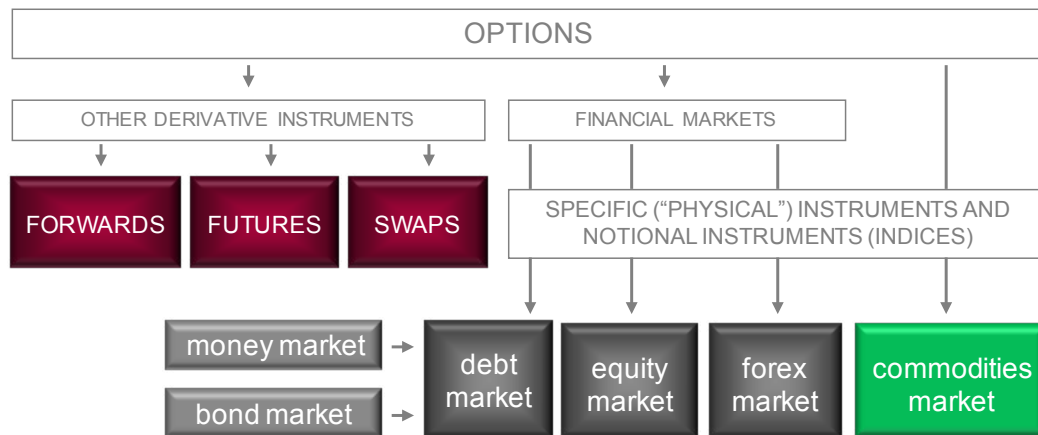 OPTIONS
OTHER DERIVATIVE INSTRUMENTS
FINANCIAL MARKETS
FORWARDS
FUTURES
SWAPS
SPECIFIC (“PHYSICAL”) INSTRUMENTS AND
NOTIONAL INSTRUMENTS (INDICES)
money market
bond market
debt
market
equity
market
forex
market
commodities
market